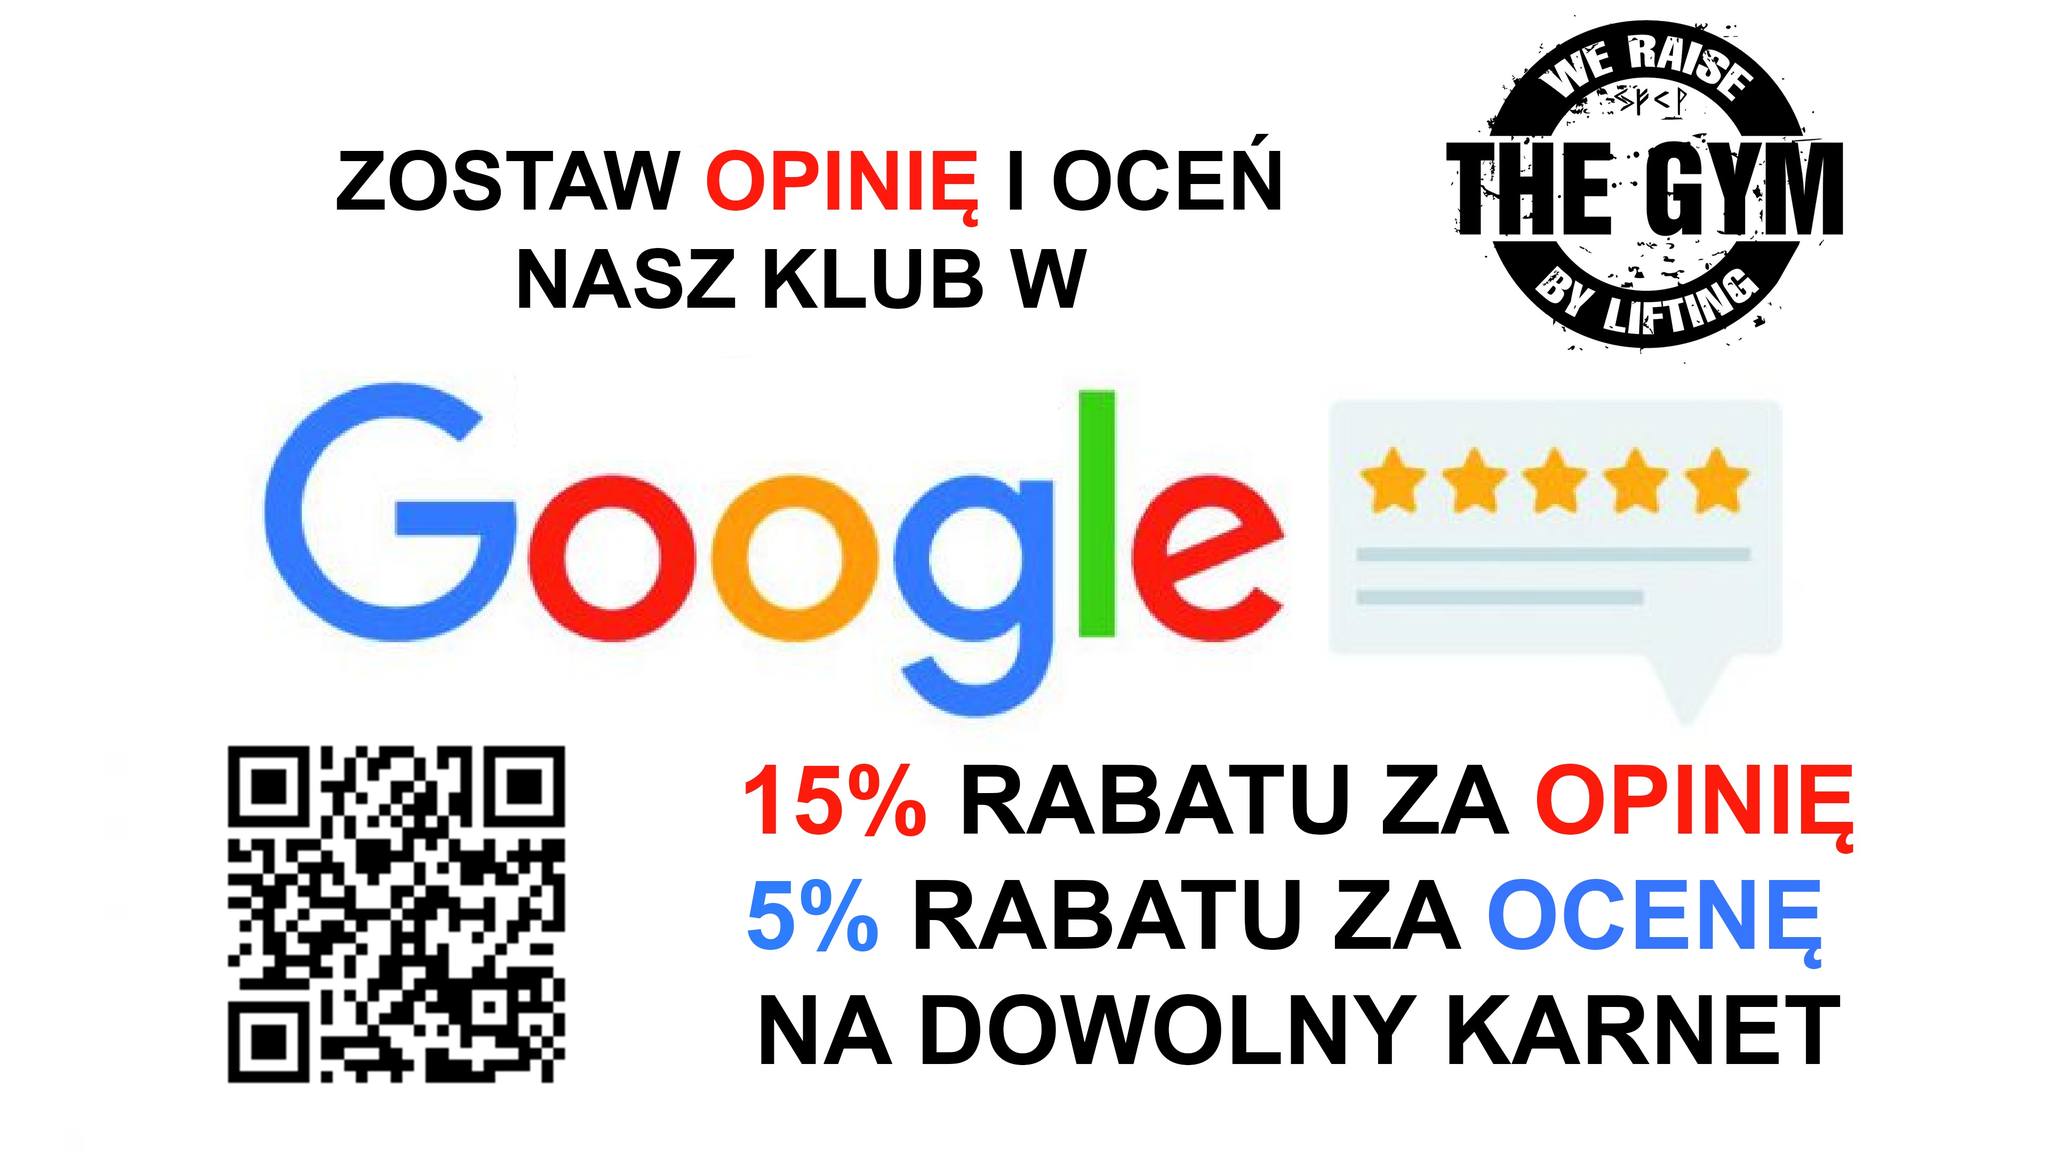 WE RAISE
THE GYM
BY LIFTING
ZOSTAW OPINIĘ I OCEŃ
NASZ KLUB W
Google
15% RABATU ZA OPINIĘ
5% RABATU ZA OCENĘ
NA DOWOLNY KARNET